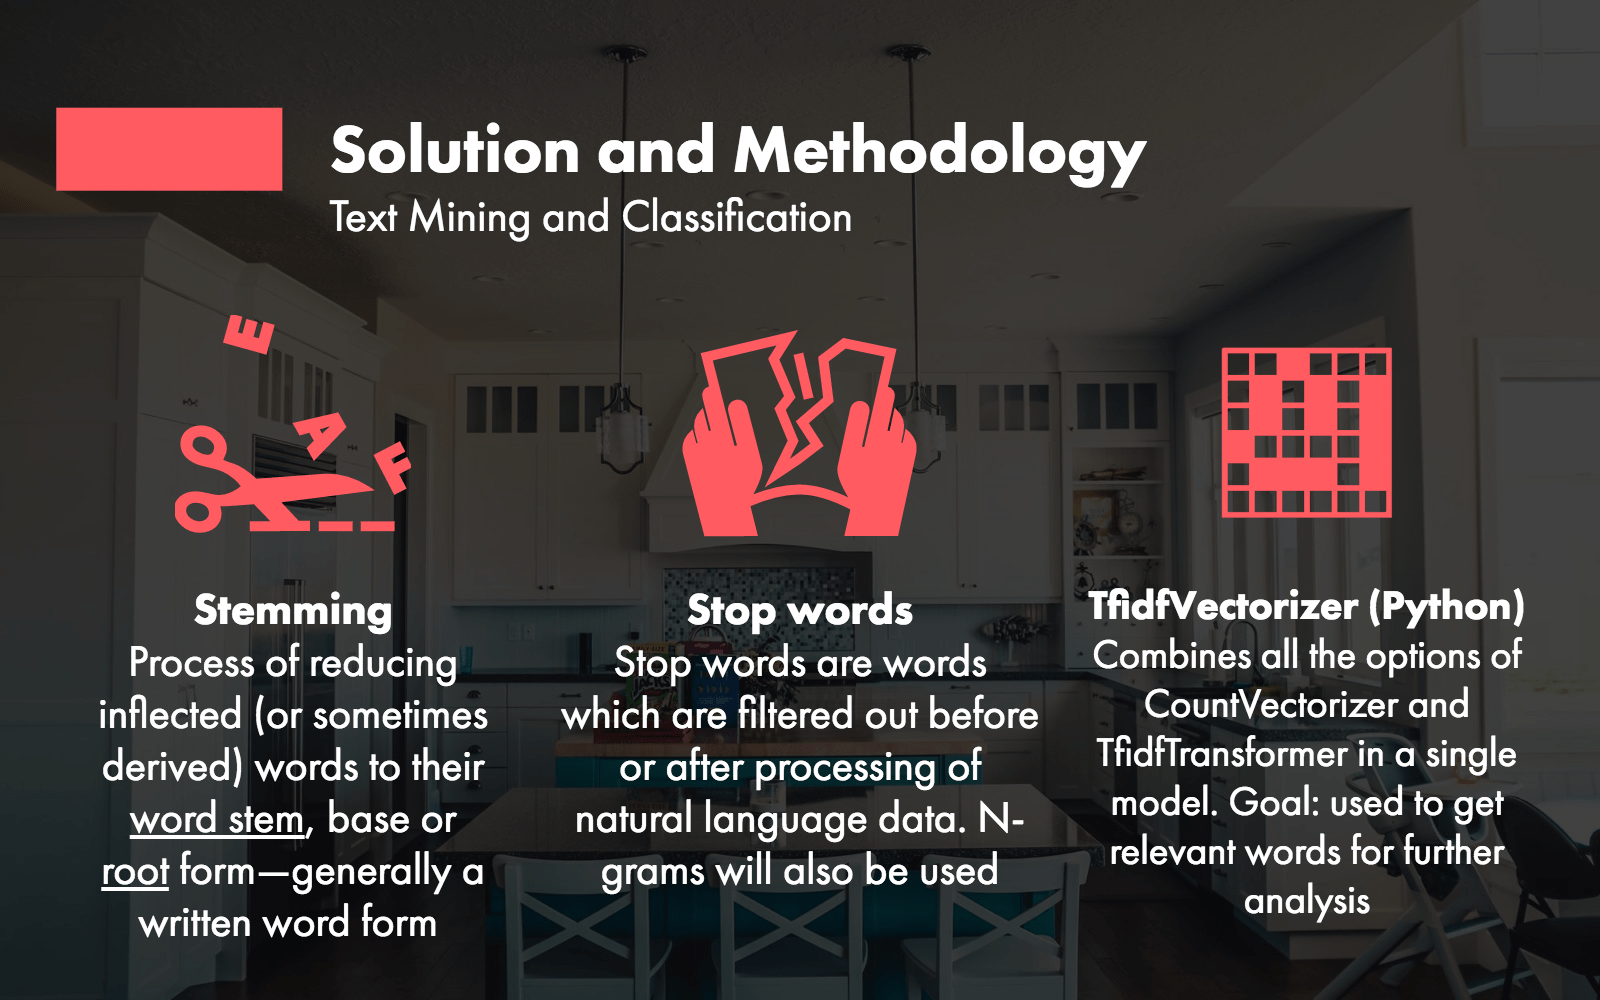 Solution and Methodology
Text Mining and Classification
E
A
F
Stemming
Process of reducing
inflected (or sometimes
derived) words to their
word stem, base or
root form—generally a
written word form
Stop words
Stop words are words
which are filtered out before
or after processing of
natural language data. N-
grams will also be used
TfidfVectorizer (Python)
Combines all the options of
CountVectorizer and
TfidfTransformer in a single
model. Goal: used to get
relevant words for further
analysis